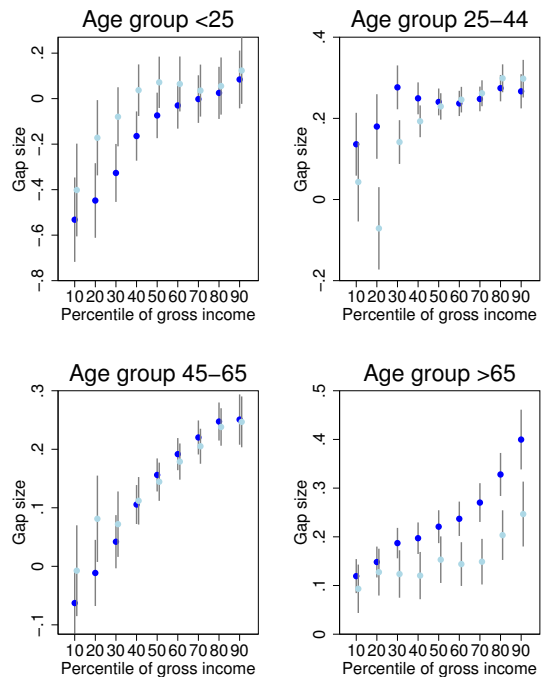 Age group <25
Gap size
.2
0
−.2
−.4
−.6
−.8
10 20 30 40 50 60 70 80 90
Percentile of gross income
Age group 25−44
Gap size
.4
.2
0
−.2
10 20 30 40 50 60 70 80 90
Percentile of gross income
Age group 45−65
Gap size
.3
.2
.1
0
−.1
10 20 30 40 50 60 70 80 90
Percentile of gross income
Age group >65
Gap size
.5
.4
.3
.2
.1
0
10 20 30 40 50 60 70 80 90
Percentile of gross income